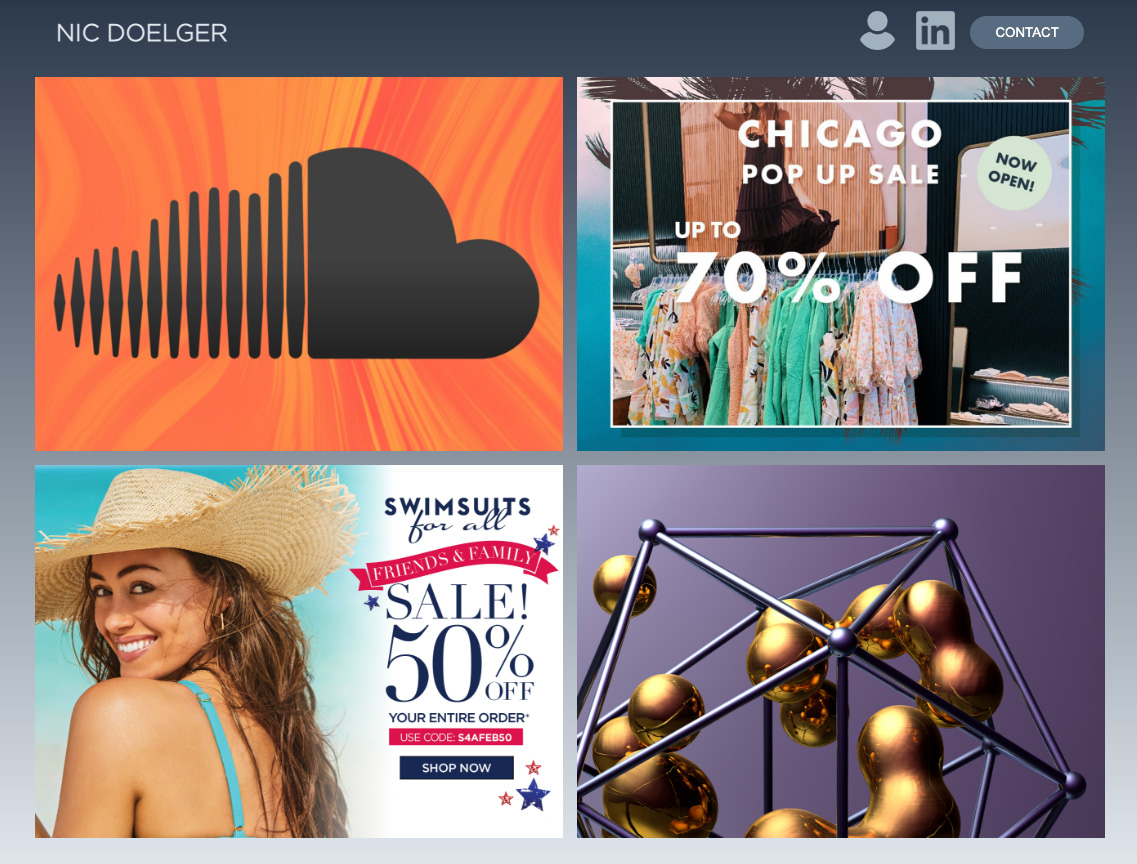 NIC DOELGER
in
CONTACT
CHICAGO
POP UP SALE
NOW
OPEN!
UP TO
70% OFF
SWIMSUITS
for all
FRIENDS & FAMILY
SALE!
50%
OFF
YOUR ENTIRE ORDER*
USE CODE: S4AFEB50
SHOP NOW